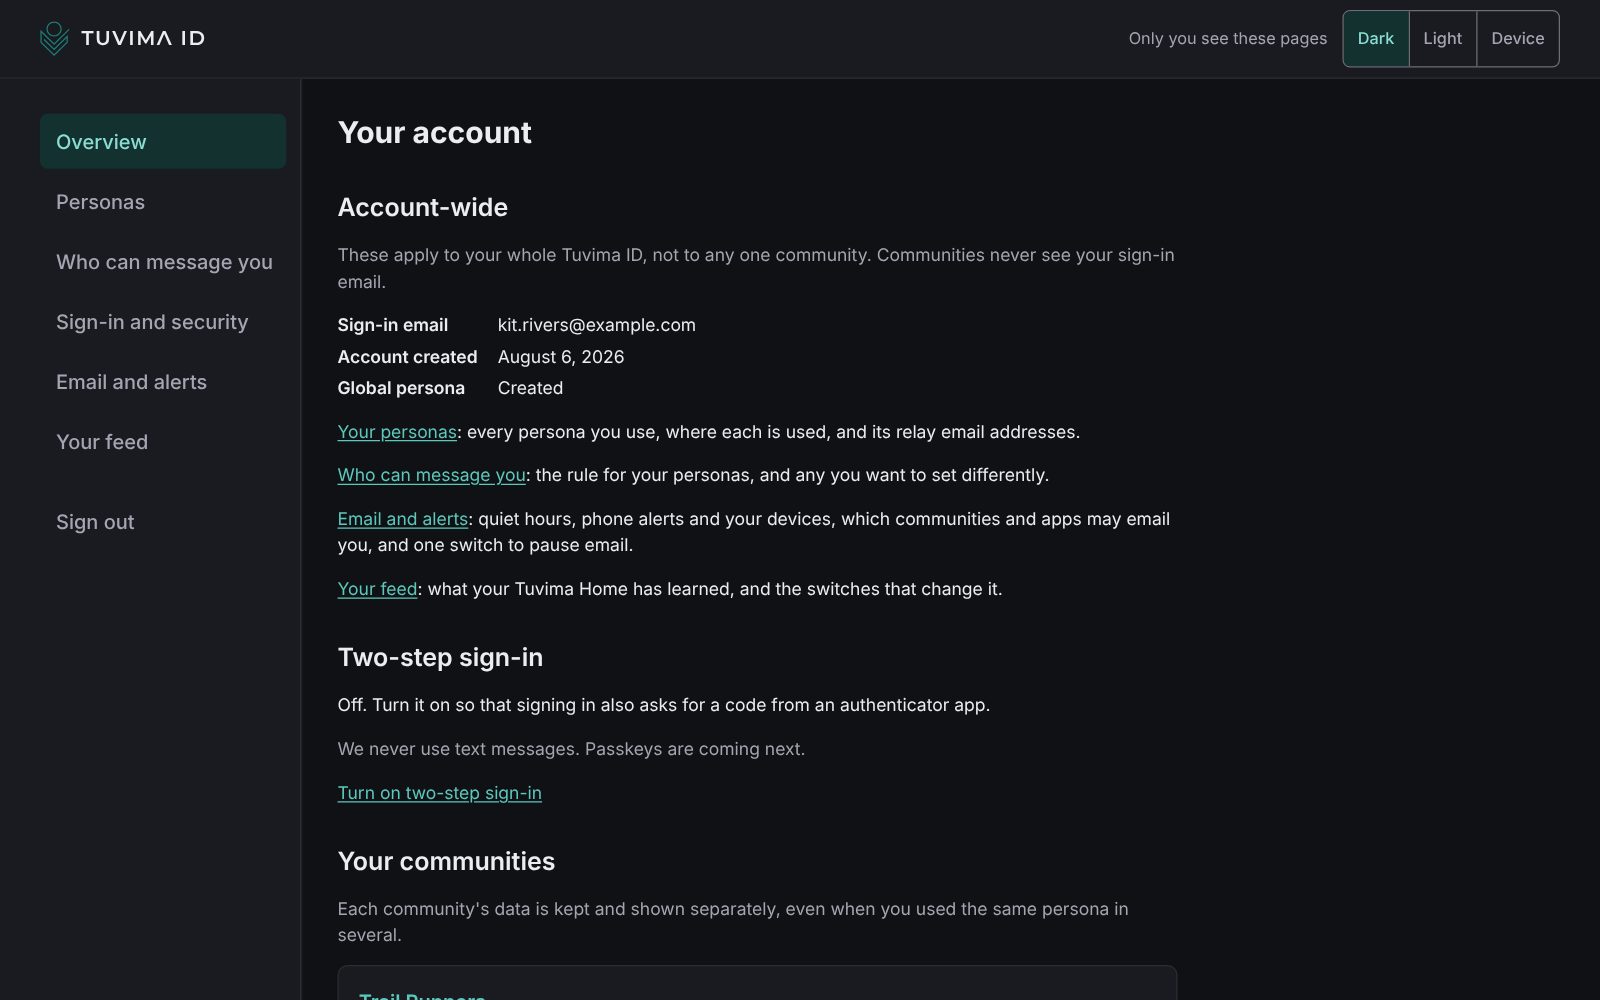 TUVIMA ID
Only you see these pages
Dark
Light
Device
Overview
Personas
Who can message you
Sign-in and security
Email and alerts
Your feed
Sign out
Your account
Account-wide
These apply to your whole Tuvima ID, not to any one community. Communities never see your sign-in
email.
Sign-in email kit.rivers@example.com
Account created August 6, 2026
Global persona Created
Your personas: every persona you use, where each is used, and its relay email addresses.
Who can message you: the rule for your personas, and any you want to set differently.
Email and alerts: quiet hours, phone alerts and your devices, which communities and apps may email
you, and one switch to pause email.
Your feed: what your Tuvima Home has learned, and the switches that change it.
Two-step sign-in
Off. Turn it on so that signing in also asks for a code from an authenticator app.
We never use text messages. Passkeys are coming next.
Turn on two-step sign-in
Your communities
Each community's data is kept and shown separately, even when you used the same persona in
several.
Trail Runners